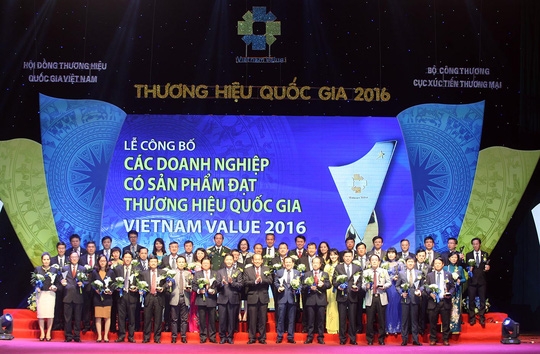 Vietnam Value
HỘI ĐỒNG THƯƠNG HIỆU
QUỐC GIA VIỆT NAM
BỘ CÔNG THƯƠNG
CỤC XÚC TIẾN THƯƠNG MẠI
THƯƠNG HIỆU QUỐC GIA 2016
LỄ CÔNG BỐ
CÁC DOANH NGHIỆP
CÓ SẢN PHẨM ĐẠT
THƯƠNG HIỆU QUỐC GIA
VIETNAM VALUE 2016